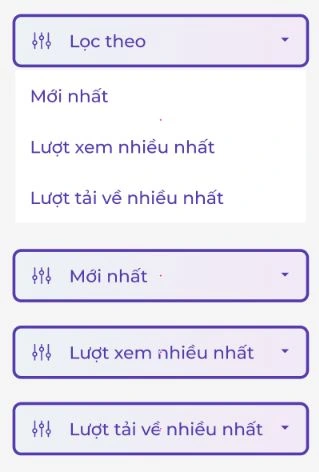 Lọc theo
Mới nhất
Lượt xem nhiều nhất
Lượt tải về nhiều nhất
Mới nhất
Lượt xem nhiều nhất
Lượt tải về nhiều nhất